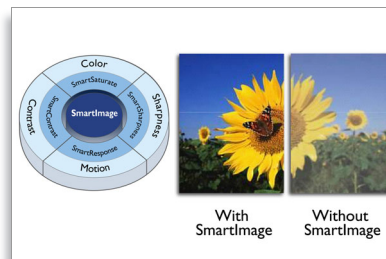 Color
SmartSaturate
Contrast
SmartContrast
SmartImage
SmartSharpness
Sharpness
SmartResponse
Motion
With
SmartImage
Without
SmartImage